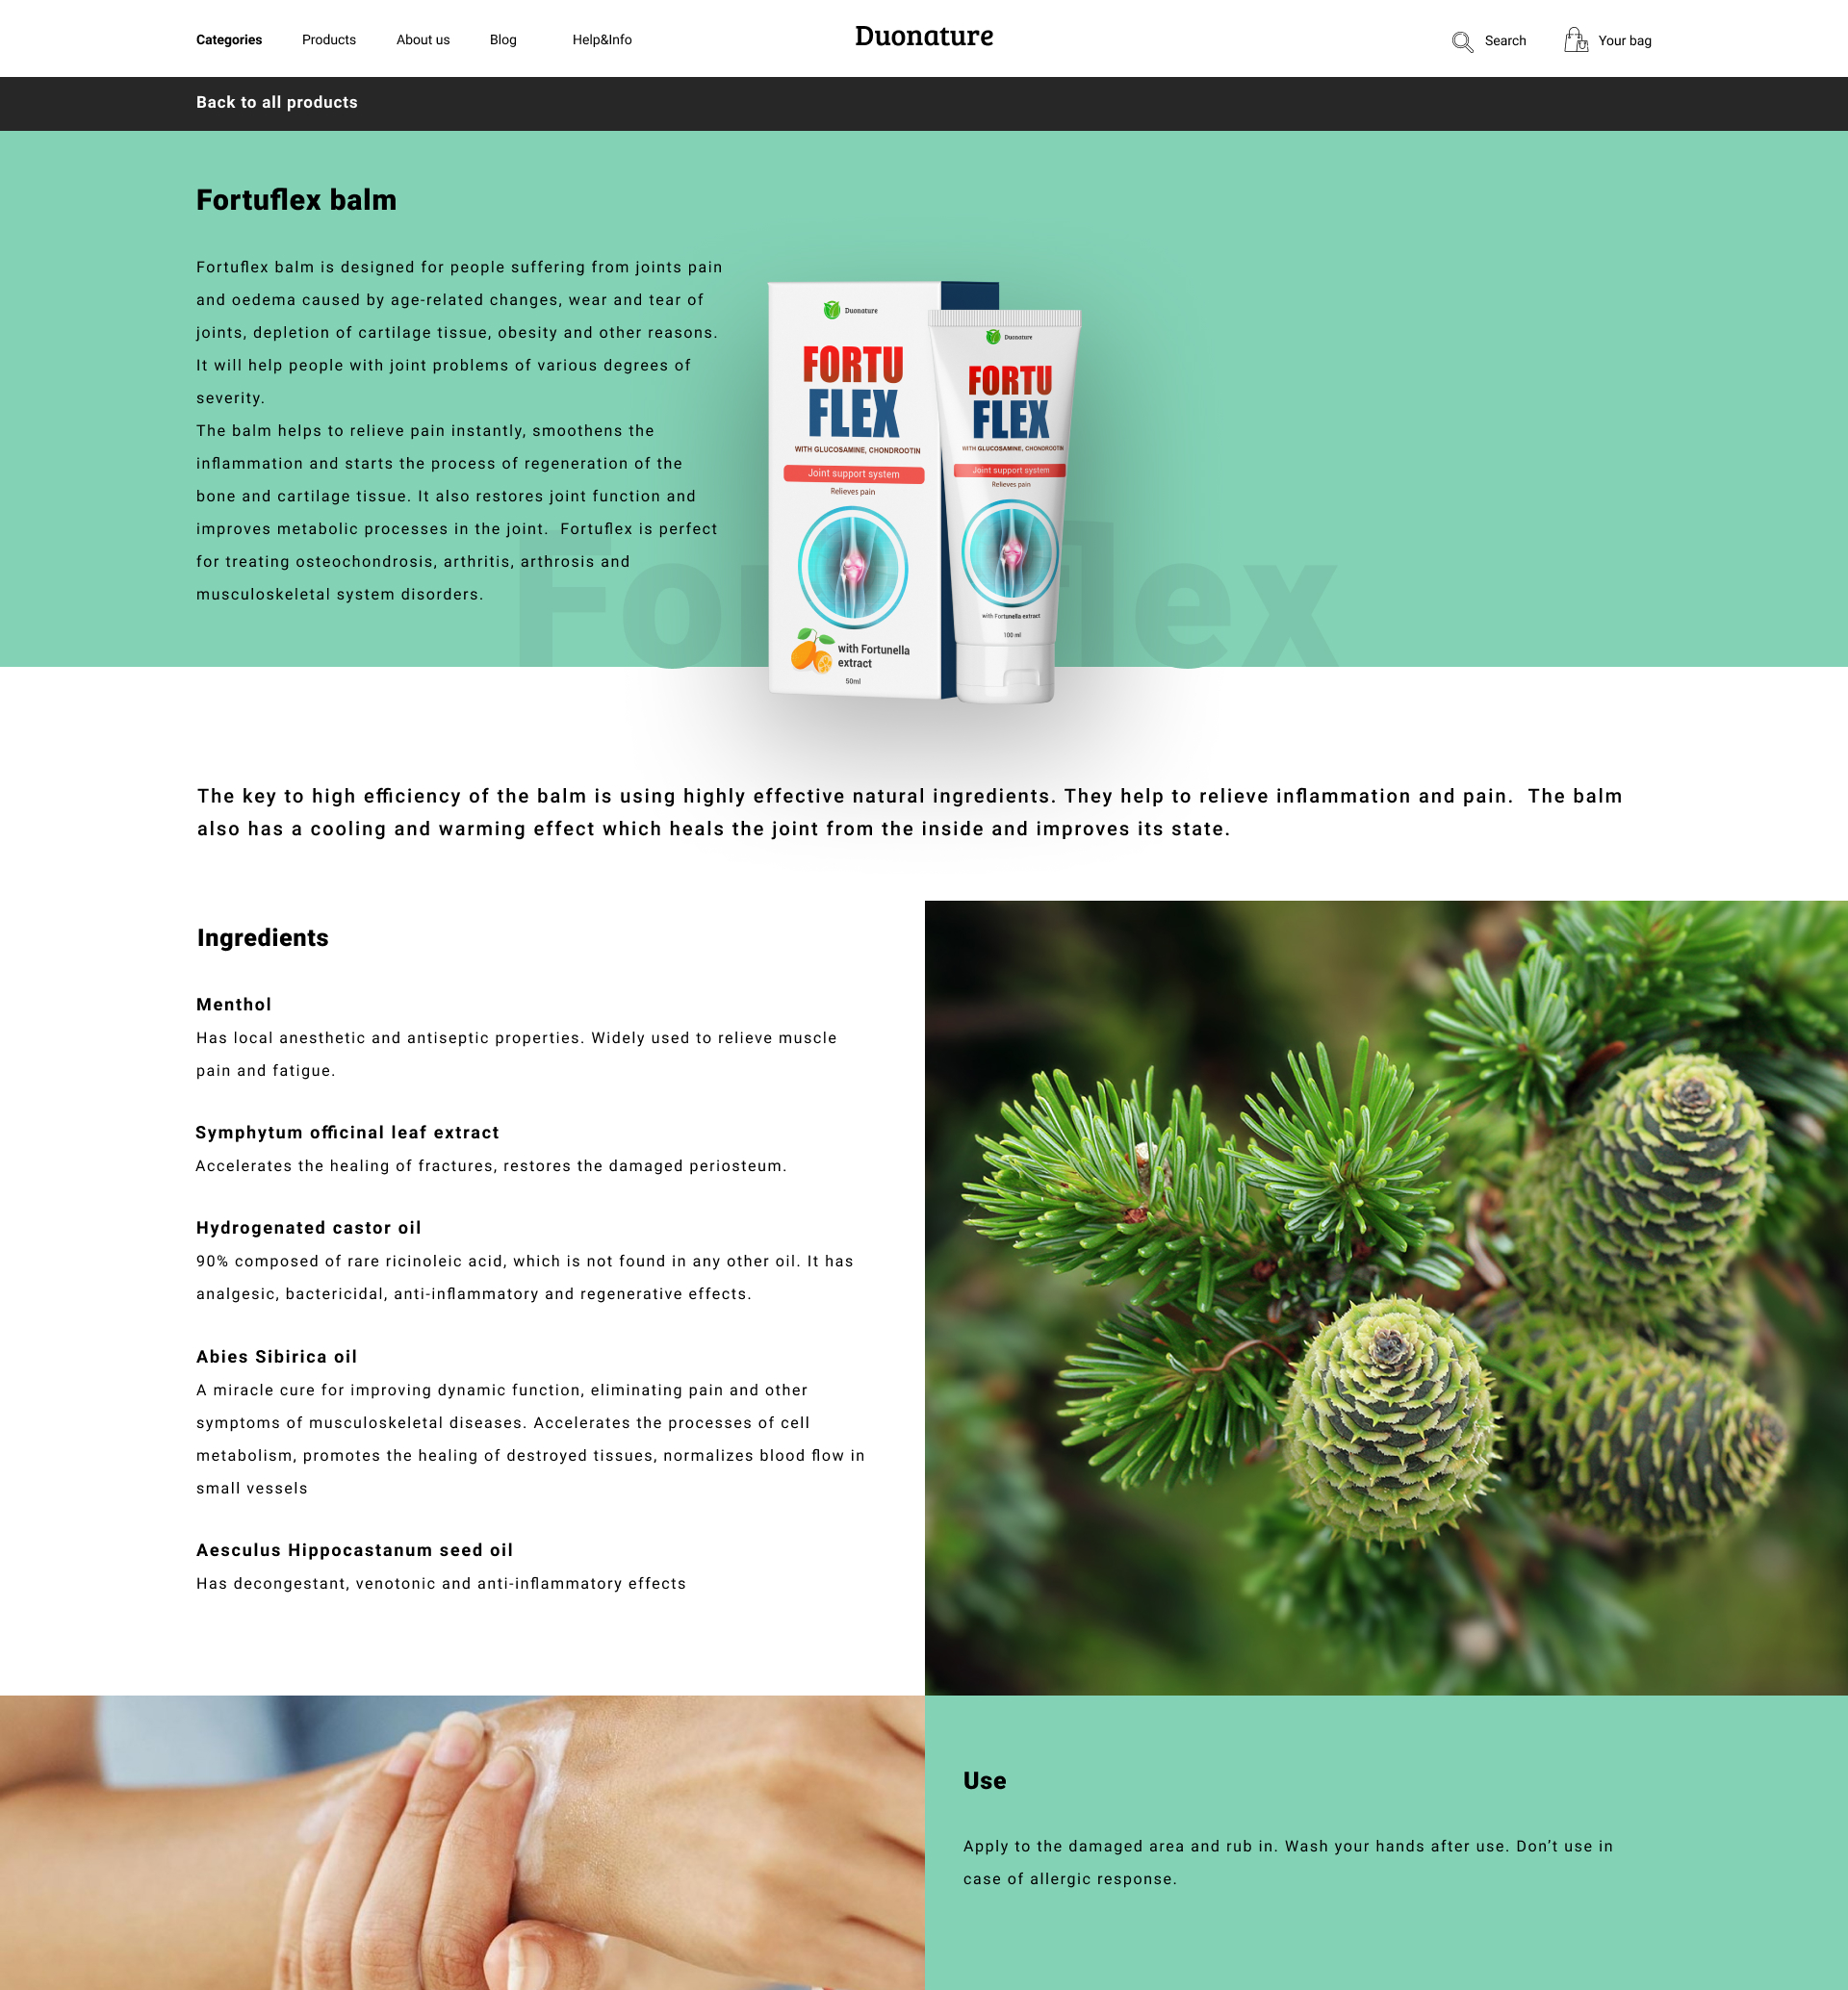 Categories
Products
About us
Blog
Help&Info
Duonature
Search
Your bag
Back to all products
Fortuflex balm
Fortuflex balm is designed for people suffering from joints pain
and oedema caused by age-related changes, wear and tear of
joints, depletion of cartilage tissue, obesity and other reasons.
It will help people with joint problems of various degrees of
severity.
The balm helps to relieve pain instantly, smoothens the
inflammation and starts the process of regeneration of the
bone and cartilage tissue. It also restores joint function and
improves metabolic processes in the joint.  Fortuflex is perfect
for treating osteochondrosis, arthritis, arthrosis and
musculoskeletal system disorders.
Duonature
FORTU
FLEX
WITH GLUCOSAMINE, CHONDROOTIN
Joint support system
Relieves pain
with Fortunella
extract
50ml
Duonature
FORTU
FLEX
WITH GLUCOSAMINE, CHONDROOTIN
Joint support system
Relieves pain
with Fortunella extract
100 ml
Fortuflex
The key to high efficiency of the balm is using highly effective natural ingredients. They help to relieve inflammation and pain.  The balm
also has a cooling and warming effect which heals the joint from the inside and improves its state.
Ingredients
Menthol
Has local anesthetic and antiseptic properties. Widely used to relieve muscle
pain and fatigue.
Symphytum officinal leaf extract
Accelerates the healing of fractures, restores the damaged periosteum.
Hydrogenated castor oil
90% composed of rare ricinoleic acid, which is not found in any other oil. It has
analgesic, bactericidal, anti-inflammatory and regenerative effects.
Abies Sibirica oil
A miracle cure for improving dynamic function, eliminating pain and other
symptoms of musculoskeletal diseases. Accelerates the processes of cell
metabolism, promotes the healing of destroyed tissues, normalizes blood flow in
small vessels
Aesculus Hippocastanum seed oil
Has decongestant, venotonic and anti-inflammatory effects
Use
Apply to the damaged area and rub in. Wash your hands after use. Don’t use in
case of allergic response.